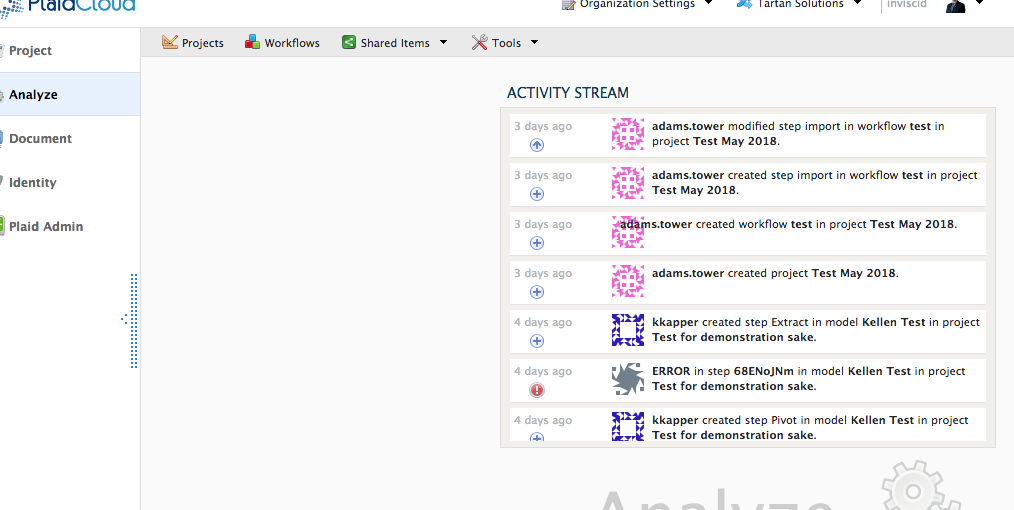 PlaidCloud
Organization Settings
Tartan Solutions
inviscid
Projects
Workflows
Shared Items
Tools
Project
Analyze
Document
Identity
Plaid Admin
ACTIVITY STREAM
3 days ago
adams.tower modified step import in workflow test in
project Test May 2018.
3 days ago
adams.tower created step import in workflow test in project
Test May 2018.
3 days ago
adams.tower created workflow test in project Test May 2018.
3 days ago
adams.tower created project Test May 2018.
4 days ago
kkapper created step Extract in model Kellen Test in project
Test for demonstration sake.
4 days ago
ERROR in step 68ENoJNm in model Kellen Test in project
Test for demonstration sake.
4 days ago
kkapper created step Pivot in model Kellen Test in project
Test for demonstration sake.
Analyze